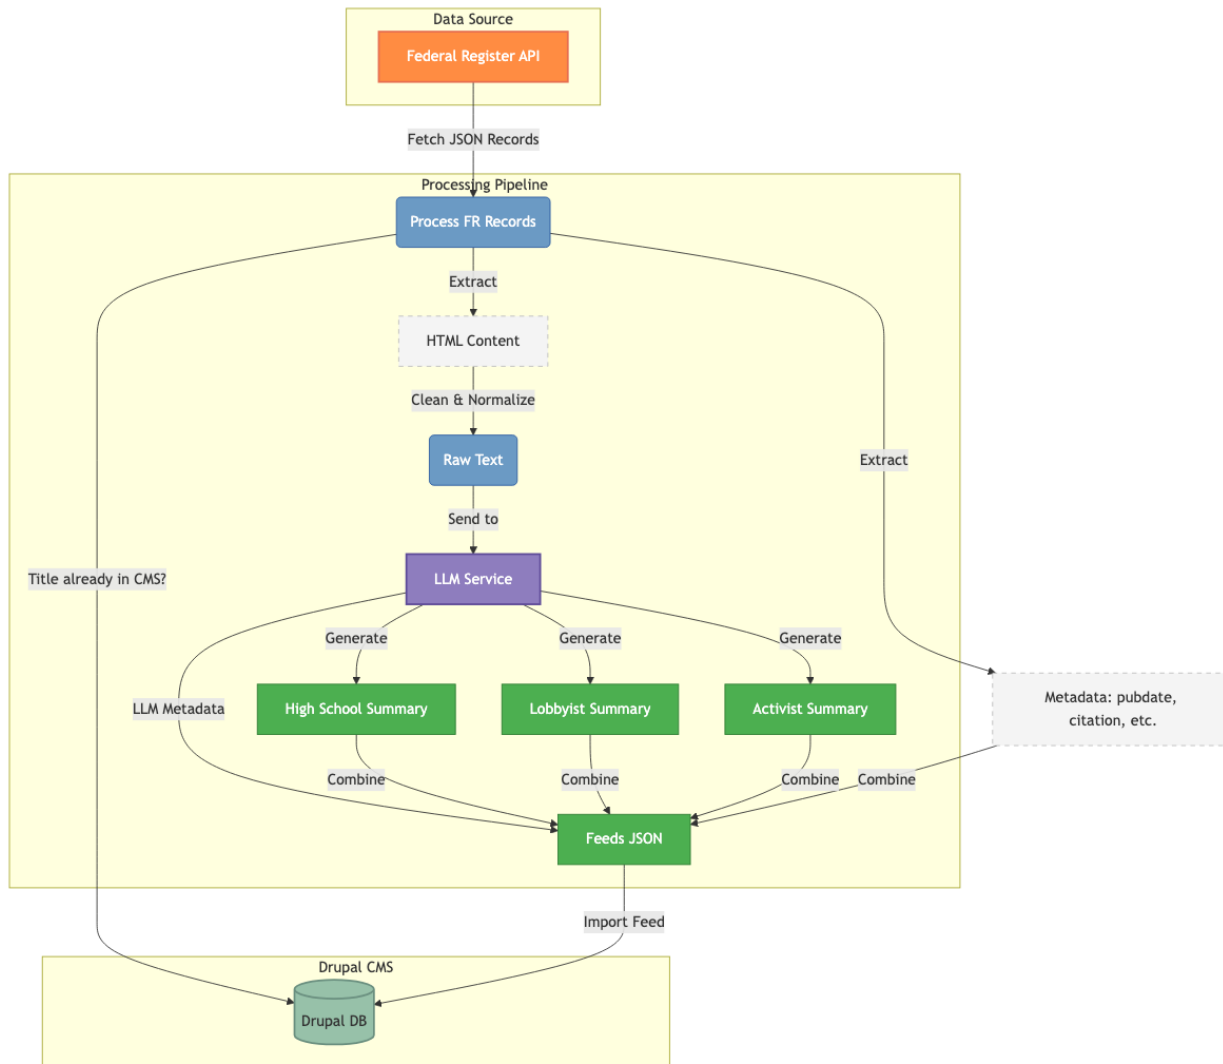 Data Source
Federal Register API
Fetch JSON Records
Processing Pipeline
Process FR Records
Extract
HTML Content
Clean & Normalize
Raw Text
Extract
Send to
Title already in CMS?
LLM Service
Generate
Generate
Generate
LLM Metadata
High School Summary
Lobbyist Summary
Activist Summary
Metadata: pubdate,
citation, etc.
Combine
Combine
Combine
Combine
Feeds JSON
Import Feed
Drupal CMS
Drupal DB